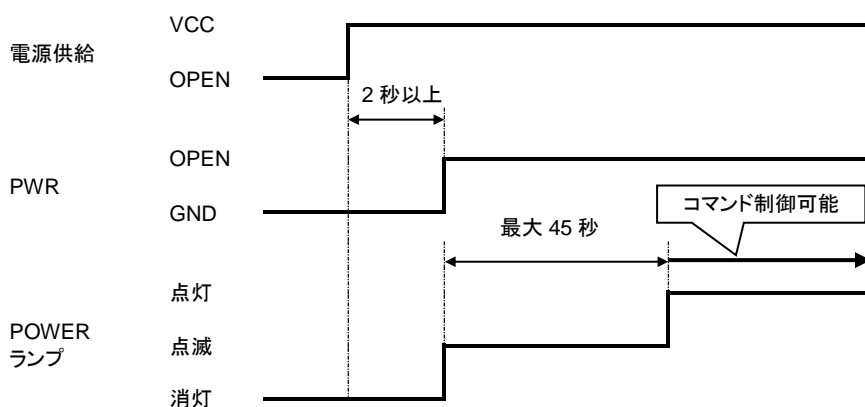 電源供給
VCC
OPEN
2 秒以上
PWR
OPEN
GND
コマンド制御可能
最大 45 秒
POWER
ランプ
点灯
点滅
消灯